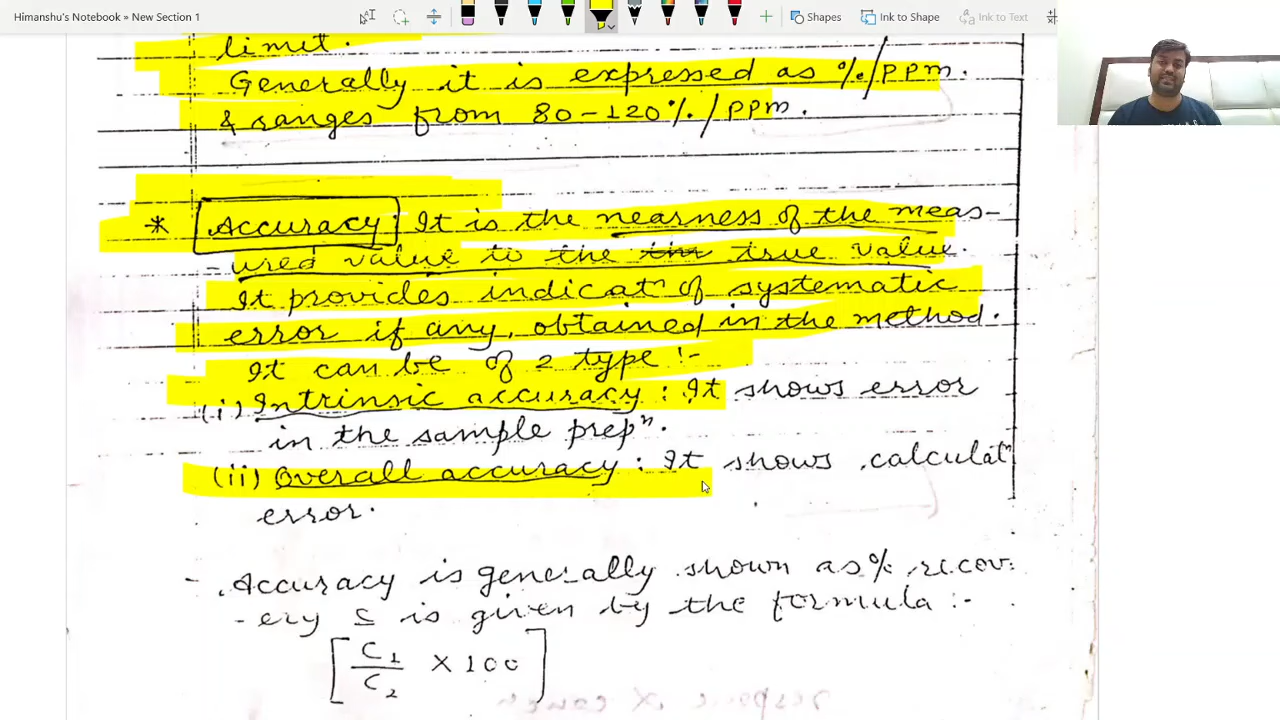 Himanshu's Notebook » New Section 1
Shapes
Ink to Shape
Ink to Text
limit.
Generally it is expressed as %/ppm.
& ranges from 80-120%/ppm.
* Accuracy: It is the nearness of the meas-
-ured value to the true value.
It provides indicatⁿ of systematic
error if any, obtained in the method.
It can be of 2 type :-
(i) Intrinsic accuracy : It shows error
in the sample prepⁿ.
(ii) Overall accuracy : It shows calculatⁿ
error.
- Accuracy is generally shown as % recov-
-ery & is given by the formula :-
[C₁/C₂ × 100]